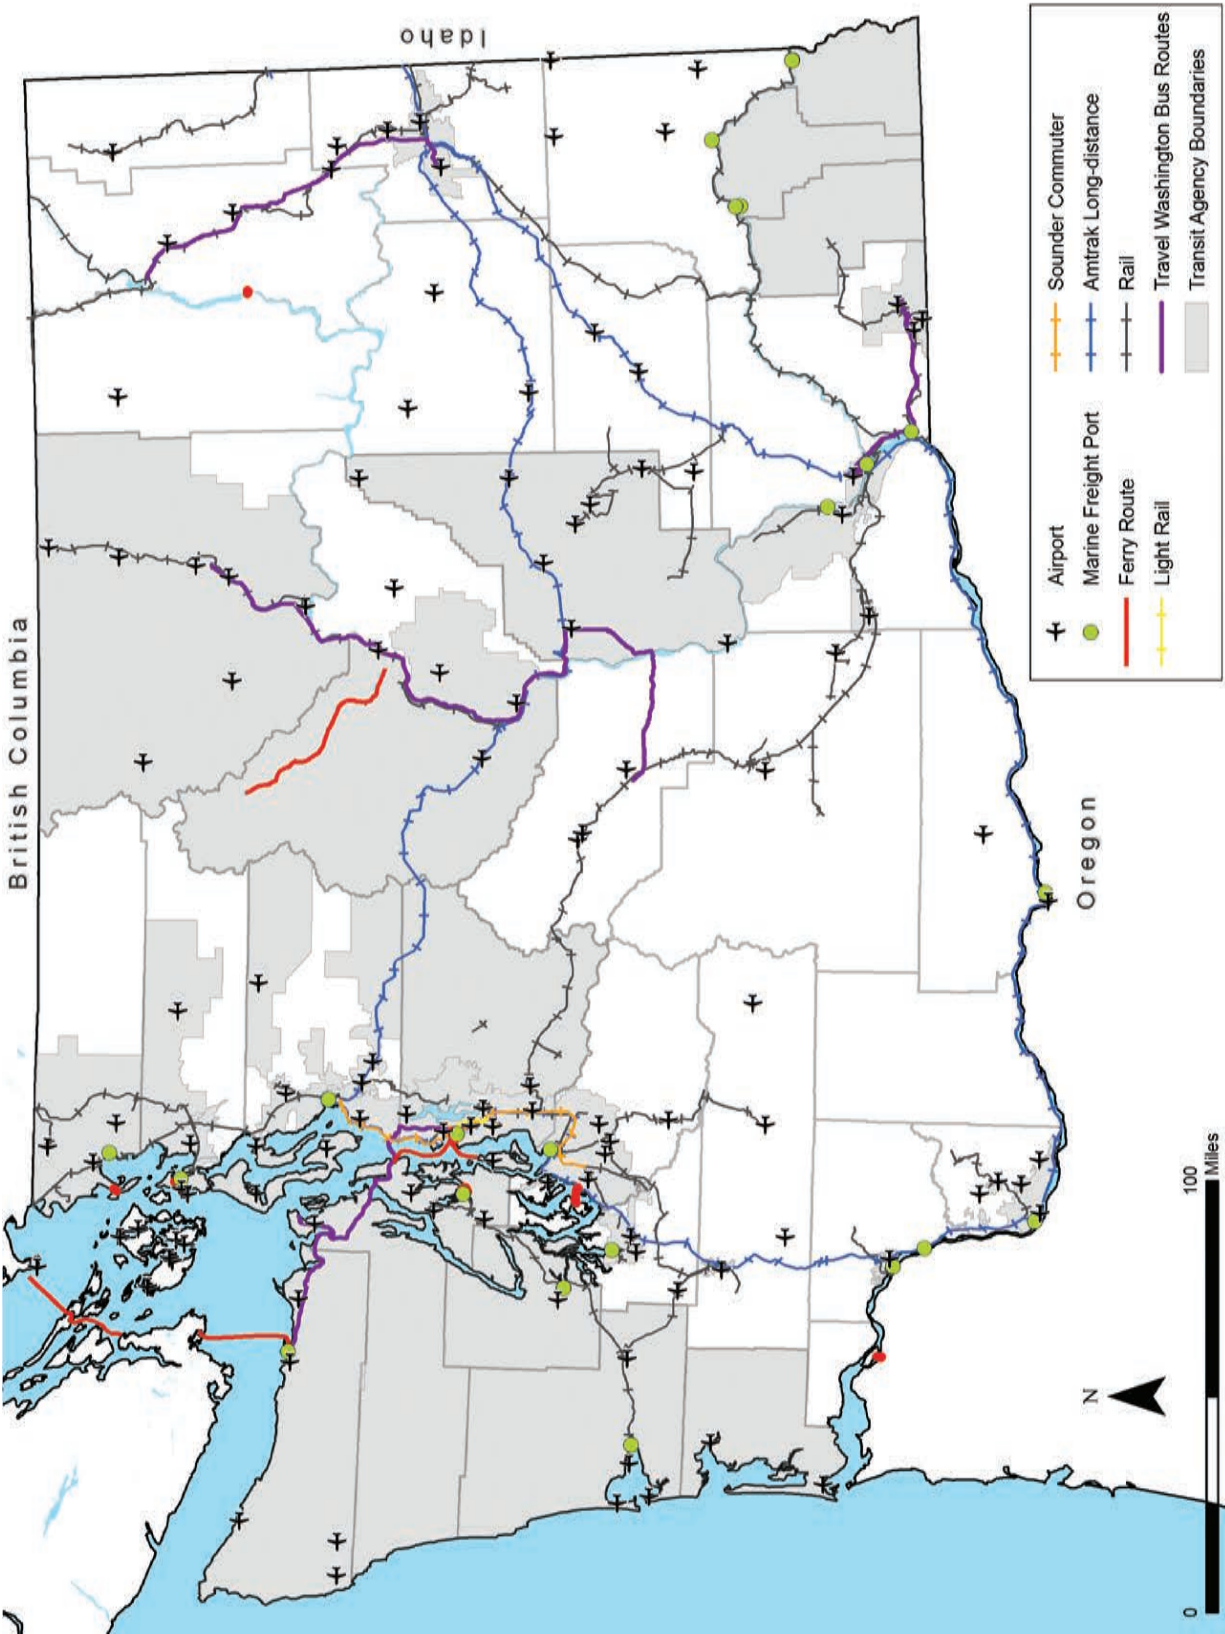 British Columbia
Idaho
Oregon
N
0
100
Miles
Airport
Marine Freight Port
Ferry Route
Light Rail
Sounder Commuter
Amtrak Long-distance
Rail
Travel Washington Bus Routes
Transit Agency Boundaries